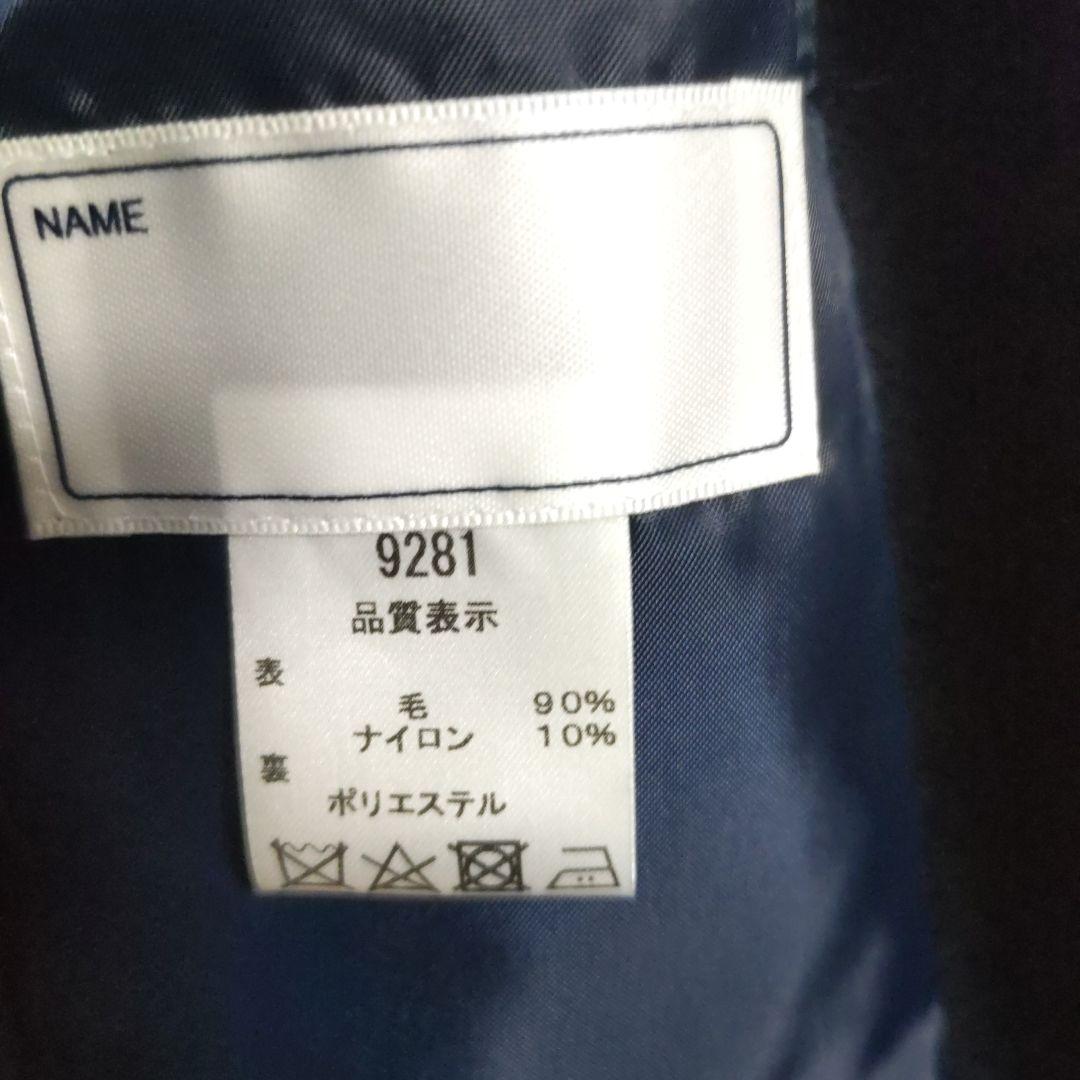 NAME
9281
品質表示
表
毛 90%
ナイロン 10%
裏
ポリエステル